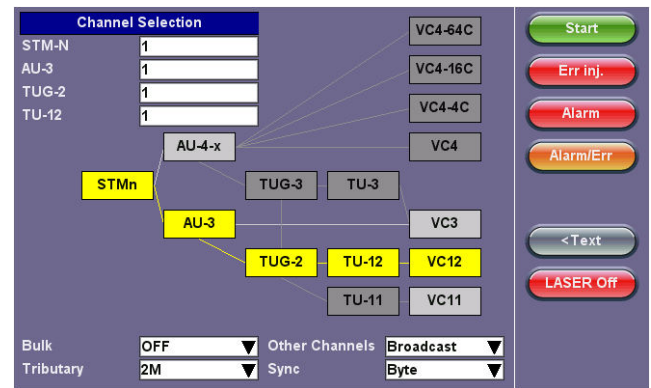 Channel Selection
STM-N 1
AU-3 1
TUG-2 1
TU-12 1
VC4-64C
VC4-16C
VC4-4C
AU-4-x VC4
STMn TUG-3 TU-3
AU-3 VC3
TUG-2 TU-12 VC12
TU-11 VC11
Bulk OFF Other Channels Broadcast
Tributary 2M Sync Byte
Start
Err inj.
Alarm
Alarm/Err
<Text
LASER Off